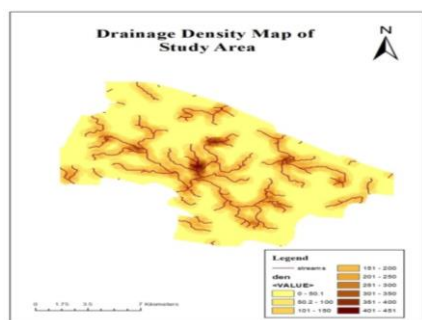 Drainage Density Map of
Study Area
N
Legend
streams
den
<VALUE>
0 - 50.1
50.2 - 100
101 - 150
151 - 200
201 - 250
251 - 300
301 - 350
351 - 400
401 - 451
0 1.75 3.5 7 Kilometers